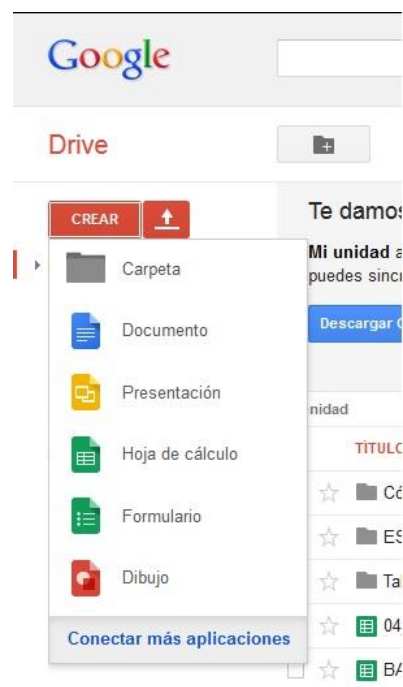 Google
Drive
CREAR
Te damos
Mi unidad
puedes
Descargar
Carpeta
Documento
Presentación
Hoja de cálculo
Formulario
Dibujo
Conectar más aplicaciones
nidad
TÍTULO
Có
ES
Ta
04
BA